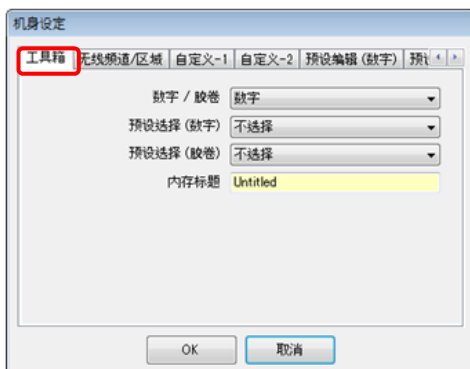 机身设定
工具箱 无线频道/区域 自定义-1 自定义-2 预设编辑(数字)
数字 / 胶卷 数字
预设选择(数字) 不选择
预设选择(胶卷) 不选择
内存标题 Untitled
OK 取消